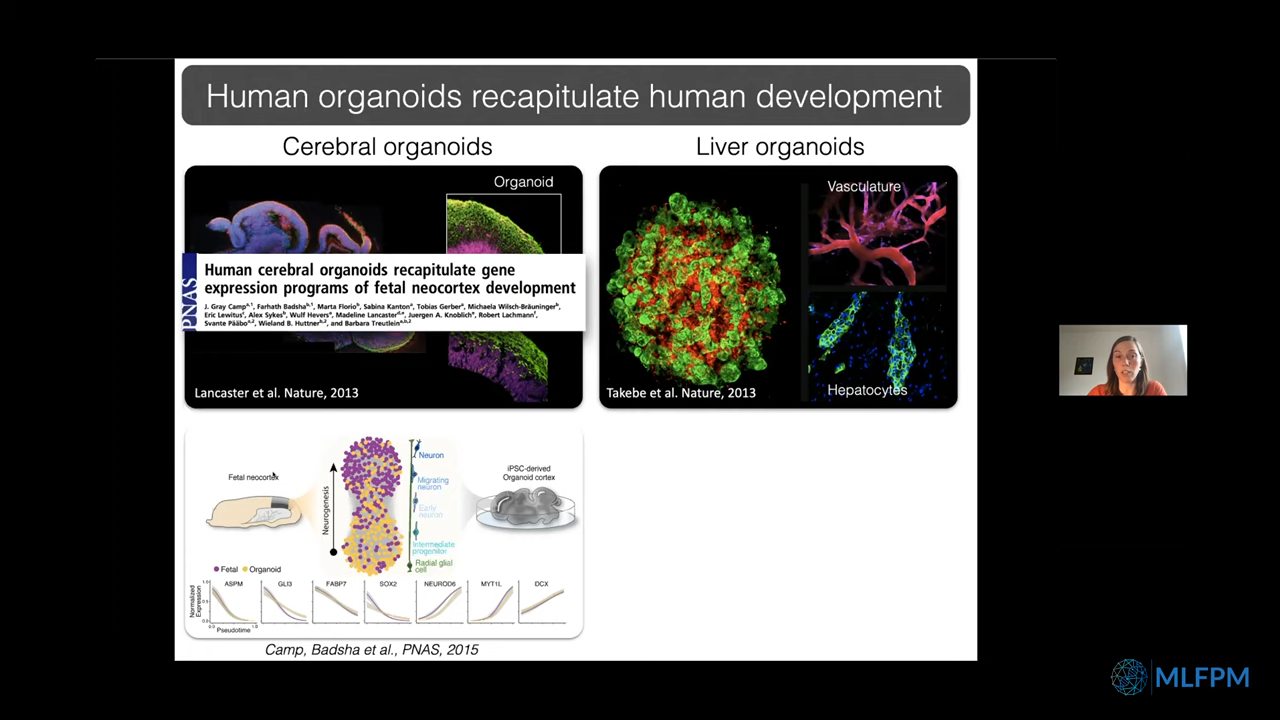 Human organoids recapitulate human development
Cerebral organoids
Liver organoids
Organoid
Vasculature
PNAS
Human cerebral organoids recapitulate gene
expression programs of fetal neocortex development
J. Gray Camp, Farhath Badsha, Marta Florio, Sabina Kanton, Tobias Gerber, Michaela Wilsch-Bräuninger,
Eric Lewitus, Alex Sykes, Wulf Hevers, Madeline Lancaster, Juergen A. Knoblich, Robert Lachmann,
Svante Pääbo, Wieland B. Huttner, and Barbara Treutlein
Lancaster et al. Nature, 2013
Takebe et al. Nature, 2013
Hepatocytes
Fetal neocortex
Neurogenesis
Neuron
Migrating
neuron
Early
neuron
Intermediate
progenitor
Radial glial
cell
iPSC-derived
Organoid cortex
Fetal Organoid
ASPM GLI3 FABP7 SOX2 NEUROD6 MYT1L DCX
Normalized
Expression
Pseudotime
Camp, Badsha et al., PNAS, 2015
MLFPM